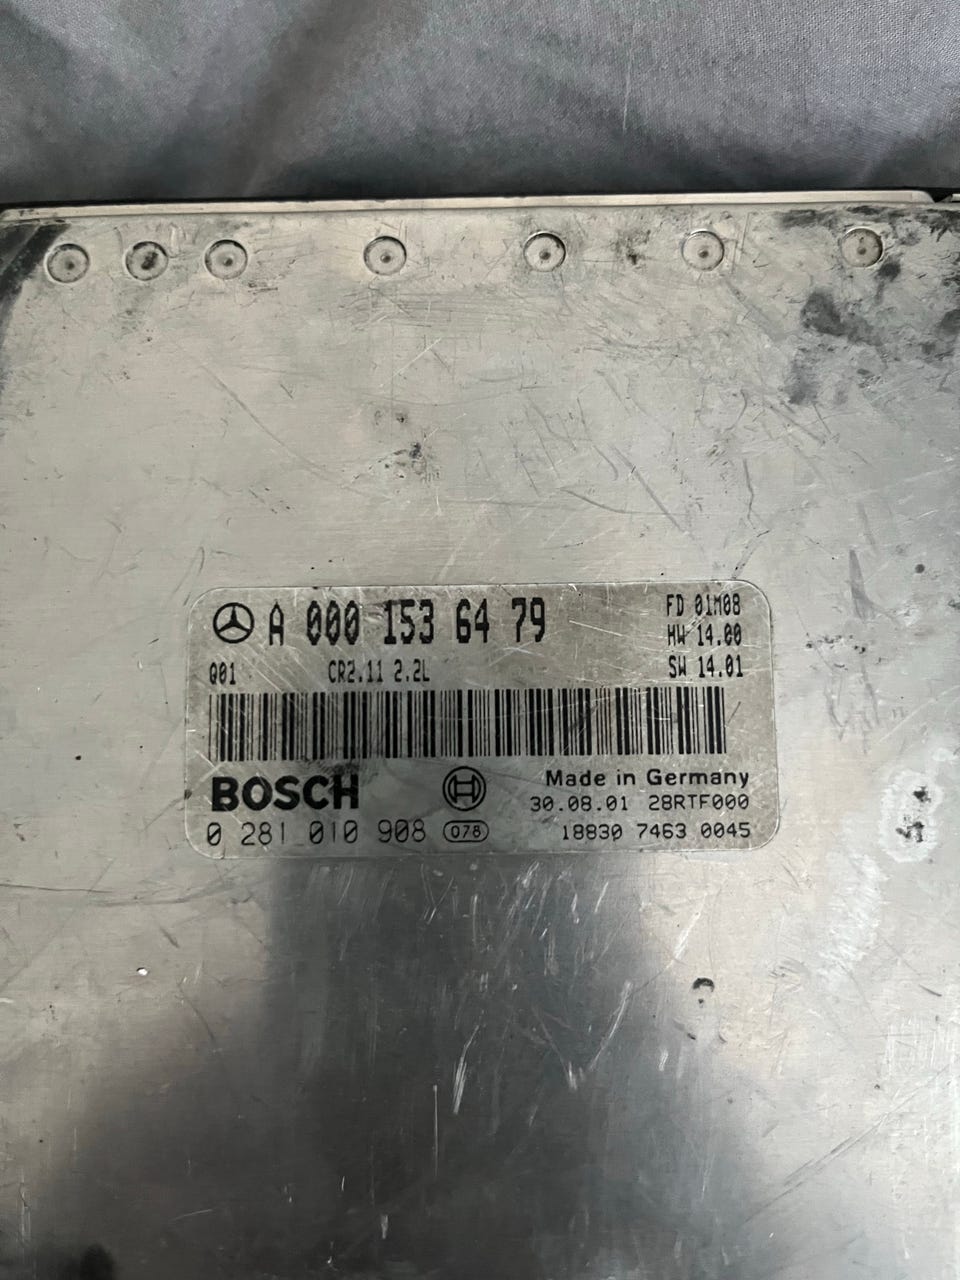 A 000 153 64 79
FD 01M08
HW 14.00
Q01 CR2.11 2.2L
SW 14.01
BOSCH
Made in Germany
30.08.01 28RTF000
0 281 010 908 078
18830 7463 0045